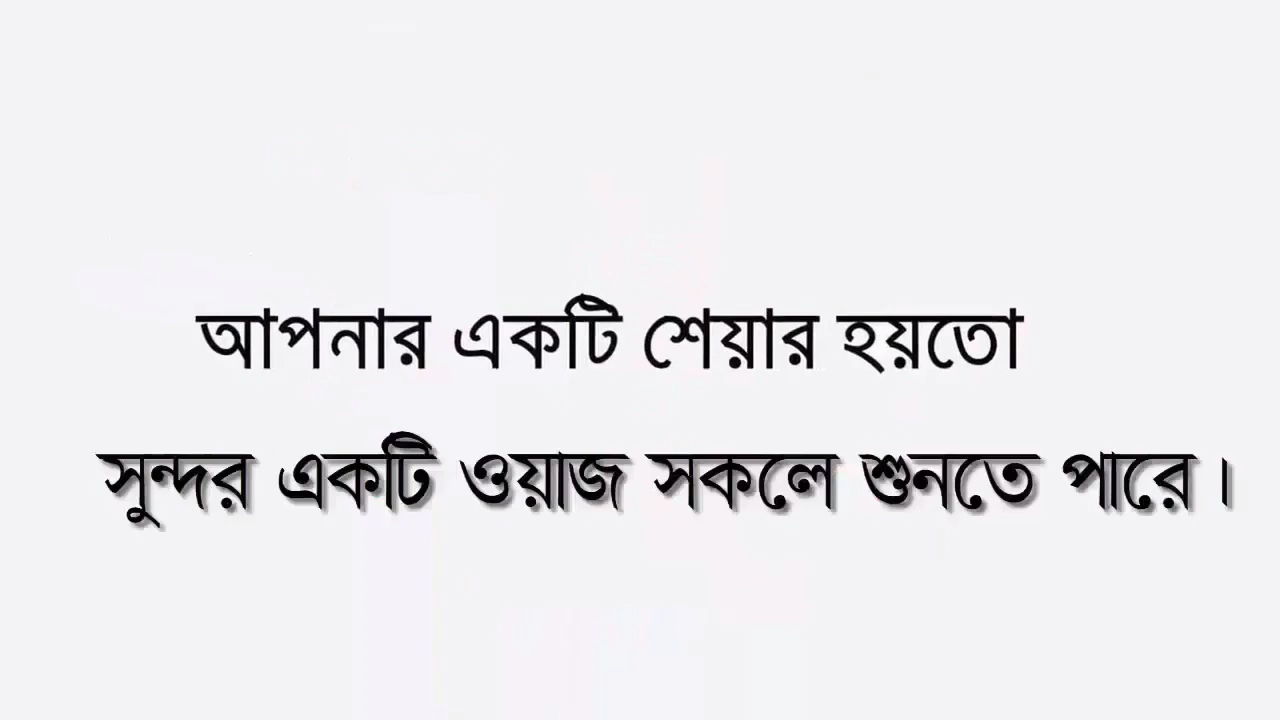 আপনার একটি শেয়ার হয়তো
সুন্দর একটি ওয়াজ সকলে শুনতে পারে।